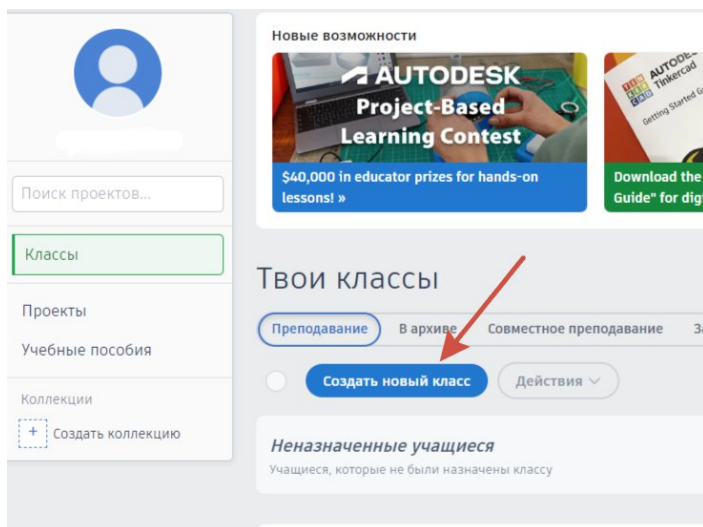 Новые возможности
AUTODESK
Project-Based
Learning Contest
$40,000 in educator prizes for hands-on
lessons! »
AUTODESK
Tinkercad
Getting Started
Download the
Guide" for
Поиск проектов...
Классы
Проекты
Учебные пособия
Коллекции
+ Создать коллекцию
Твои классы
Преподавание В архиве Совместное преподавание
Создать новый класс Действия
Неназначенные учащиеся
Учащиеся, которые не были назначены классу